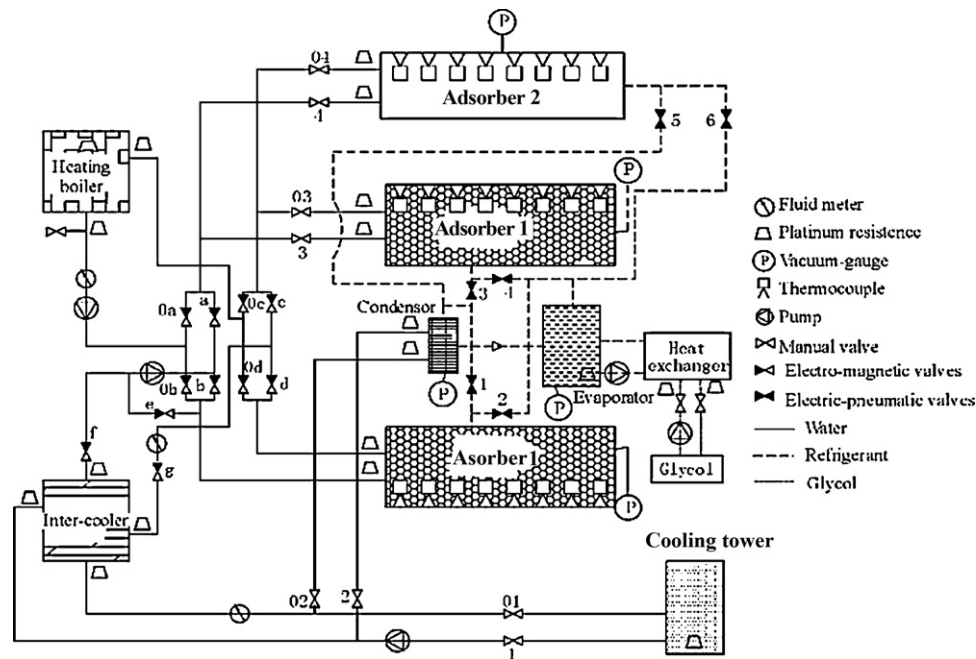 P
04
Adsorber 2
4
5
6
Heating
boiler
P
03
Adsorber 1
3
Fluid meter
Platinum resistence
P
Vacuum-gauge
Thermocouple
Pump
Manual valve
Electro-magnetic valves
Electric-pneumatic valves
Water
Refrigerant
Glycol
3
4
Condensor
0a
a
0c
c
0b
b
0d
d
e
f
g
P
1
2
P
Evaporator
Heat
exchanger
Glycol
Asorber 1
P
Inter-cooler
Cooling tower
02
2
01
1